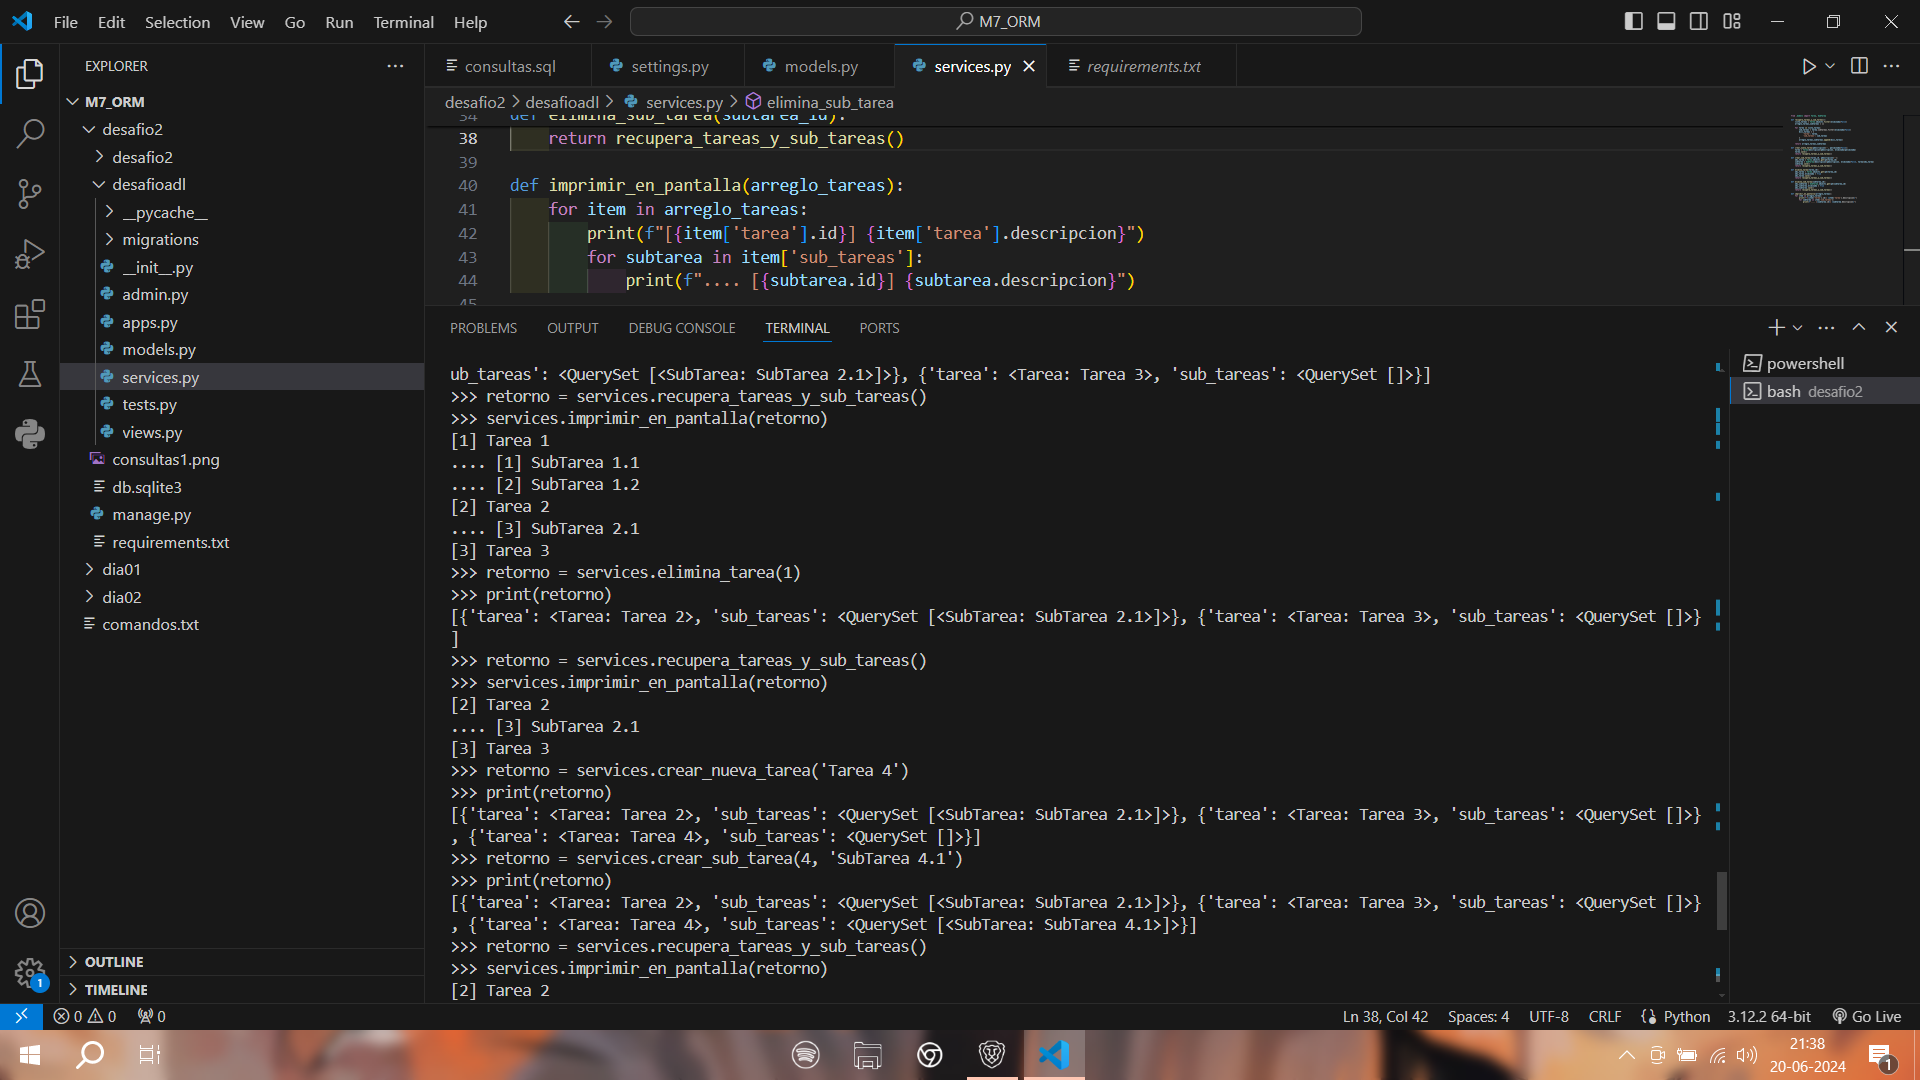 File Edit Selection View Go Run Terminal Help
M7_ORM
EXPLORER
M7_ORM
desafio2
desafio2
desafioadl
__pycache__
migrations
__init__.py
admin.py
apps.py
models.py
services.py
tests.py
views.py
consultas1.png
db.sqlite3
manage.py
requirements.txt
dia01
dia02
comandos.txt
OUTLINE
TIMELINE
consultas.sql settings.py models.py services.py requirements.txt
desafio2 > desafioadl > services.py > elimina_sub_tarea
34 def elimina_sub_tarea(subtarea_id):
38 return recupera_tareas_y_sub_tareas()
39
40 def imprimir_en_pantalla(arreglo_tareas):
41 for item in arreglo_tareas:
42 print(f"[{item['tarea'].id}] {item['tarea'].descripcion}")
43 for subtarea in item['sub_tareas']:
44 print(f".... [{subtarea.id}] {subtarea.descripcion}")
45
PROBLEMS OUTPUT DEBUG CONSOLE TERMINAL PORTS
powershell
bash desafio2
ub_tareas': <QuerySet [<SubTarea: SubTarea 2.1>]>}, {'tarea': <Tarea: Tarea 3>, 'sub_tareas': <QuerySet []>}]
>>> retorno = services.recupera_tareas_y_sub_tareas()
>>> services.imprimir_en_pantalla(retorno)
[1] Tarea 1
.... [1] SubTarea 1.1
.... [2] SubTarea 1.2
[2] Tarea 2
.... [3] SubTarea 2.1
[3] Tarea 3
>>> retorno = services.elimina_tarea(1)
>>> print(retorno)
[{'tarea': <Tarea: Tarea 2>, 'sub_tareas': <QuerySet [<SubTarea: SubTarea 2.1>]>}, {'tarea': <Tarea: Tarea 3>, 'sub_tareas': <QuerySet []>}
]
>>> retorno = services.recupera_tareas_y_sub_tareas()
>>> services.imprimir_en_pantalla(retorno)
[2] Tarea 2
.... [3] SubTarea 2.1
[3] Tarea 3
>>> retorno = services.crear_nueva_tarea('Tarea 4')
>>> print(retorno)
[{'tarea': <Tarea: Tarea 2>, 'sub_tareas': <QuerySet [<SubTarea: SubTarea 2.1>]>}, {'tarea': <Tarea: Tarea 3>, 'sub_tareas': <QuerySet []>}
, {'tarea': <Tarea: Tarea 4>, 'sub_tareas': <QuerySet []>}]
>>> retorno = services.crear_sub_tarea(4, 'SubTarea 4.1')
>>> print(retorno)
[{'tarea': <Tarea: Tarea 2>, 'sub_tareas': <QuerySet [<SubTarea: SubTarea 2.1>]>}, {'tarea': <Tarea: Tarea 3>, 'sub_tareas': <QuerySet []>}
, {'tarea': <Tarea: Tarea 4>, 'sub_tareas': <QuerySet [<SubTarea: SubTarea 4.1>]>}]
>>> retorno = services.recupera_tareas_y_sub_tareas()
>>> services.imprimir_en_pantalla(retorno)
[2] Tarea 2
1
0 0 0 Ln 38, Col 42 Spaces: 4 UTF-8 CRLF Python 3.12.2 64-bit Go Live
21:38
20-06-2024
1